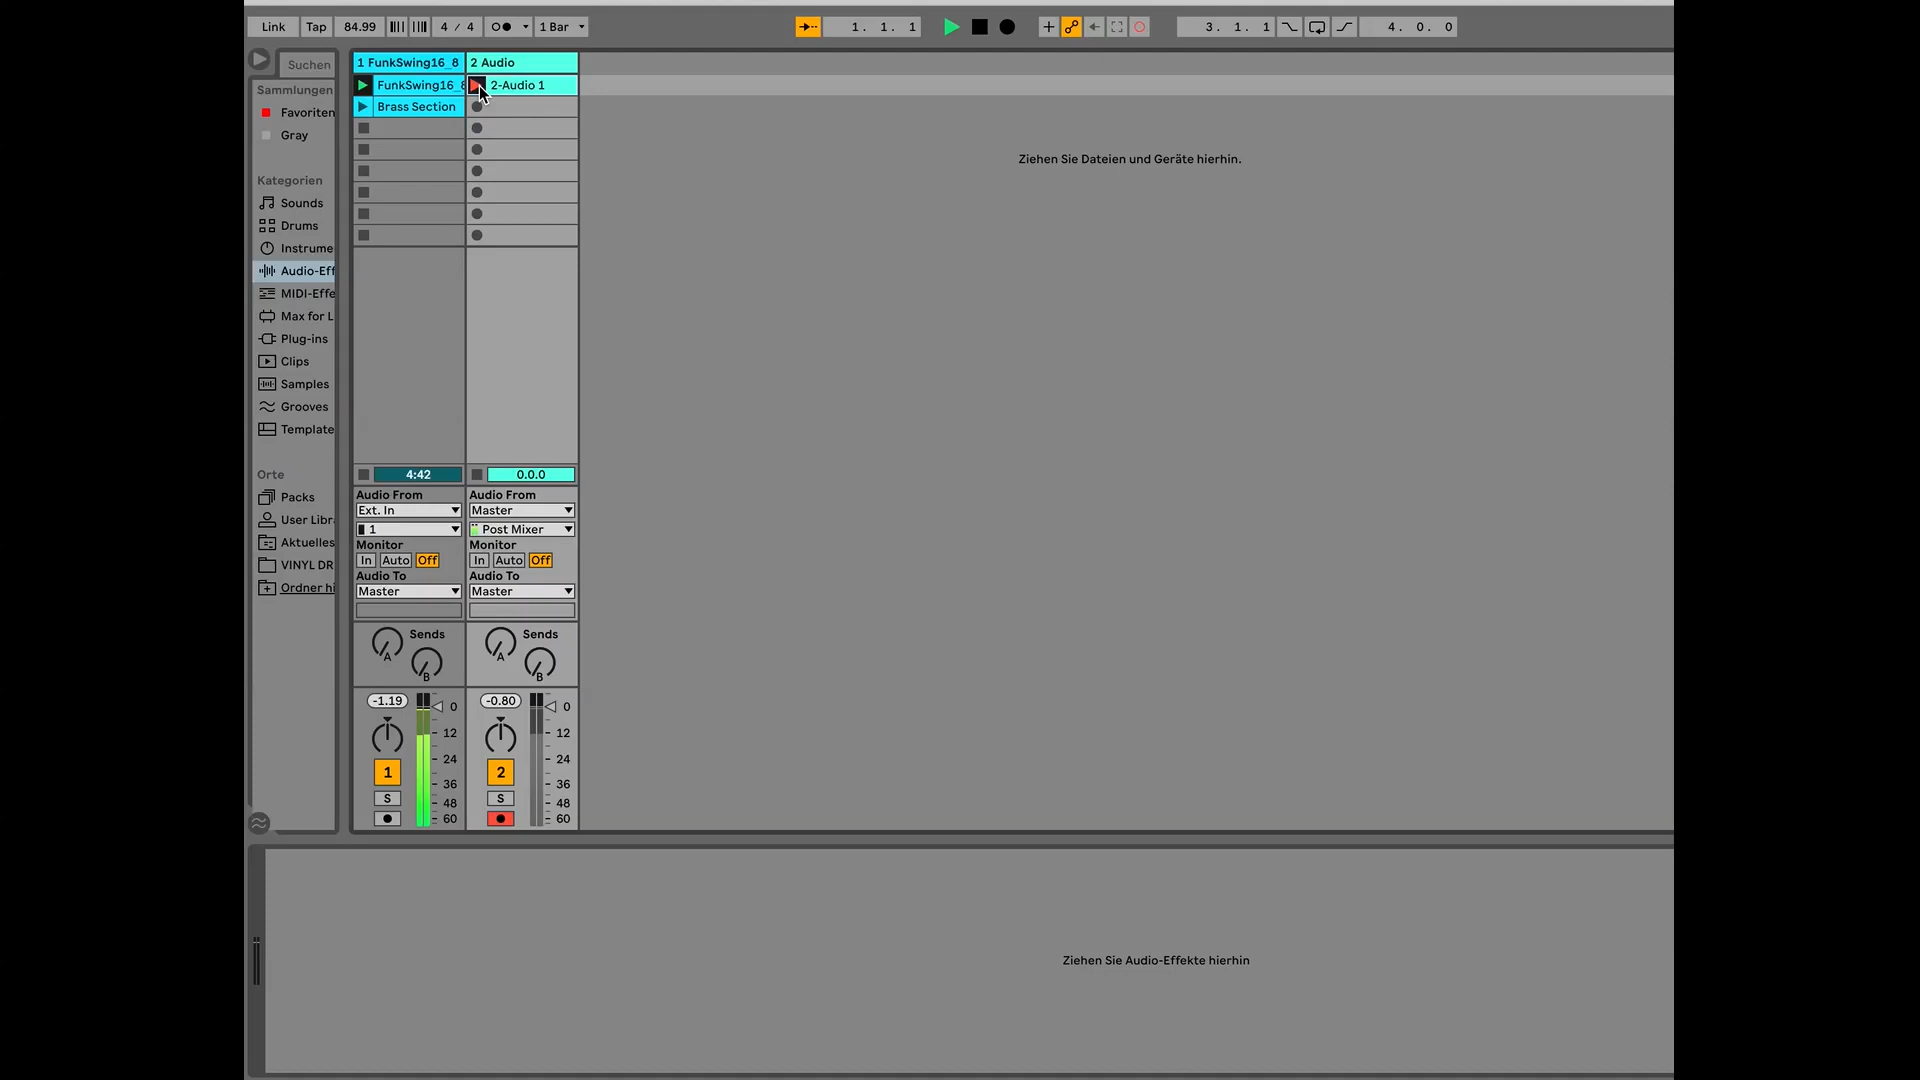 Link Tap 84.99 4 / 4 1 Bar 1. 1. 1 3. 1. 1 4. 0. 0
Suchen
Sammlungen
Favoriten
Gray
Kategorien
Sounds
Drums
Instrume
Audio-Eff
MIDI-Effe
Max for L
Plug-ins
Clips
Samples
Grooves
Template
Orte
Packs
User Libr
Aktuelles
VINYL DR
Ordner hi
1 FunkSwing16_8 2 Audio
FunkSwing16_8 2-Audio 1
Brass Section
Ziehen Sie Dateien und Geräte hierhin.
4:42 0.0.0
Audio From Audio From
Ext. In Master
1 Post Mixer
Monitor Monitor
In Auto Off In Auto Off
Audio To Audio To
Master Master
Sends Sends
A A
B B
-1.19 0 -0.80 0
12 12
24 24
1 36 2 36
S 48 S 48
60 60
Ziehen Sie Audio-Effekte hierhin